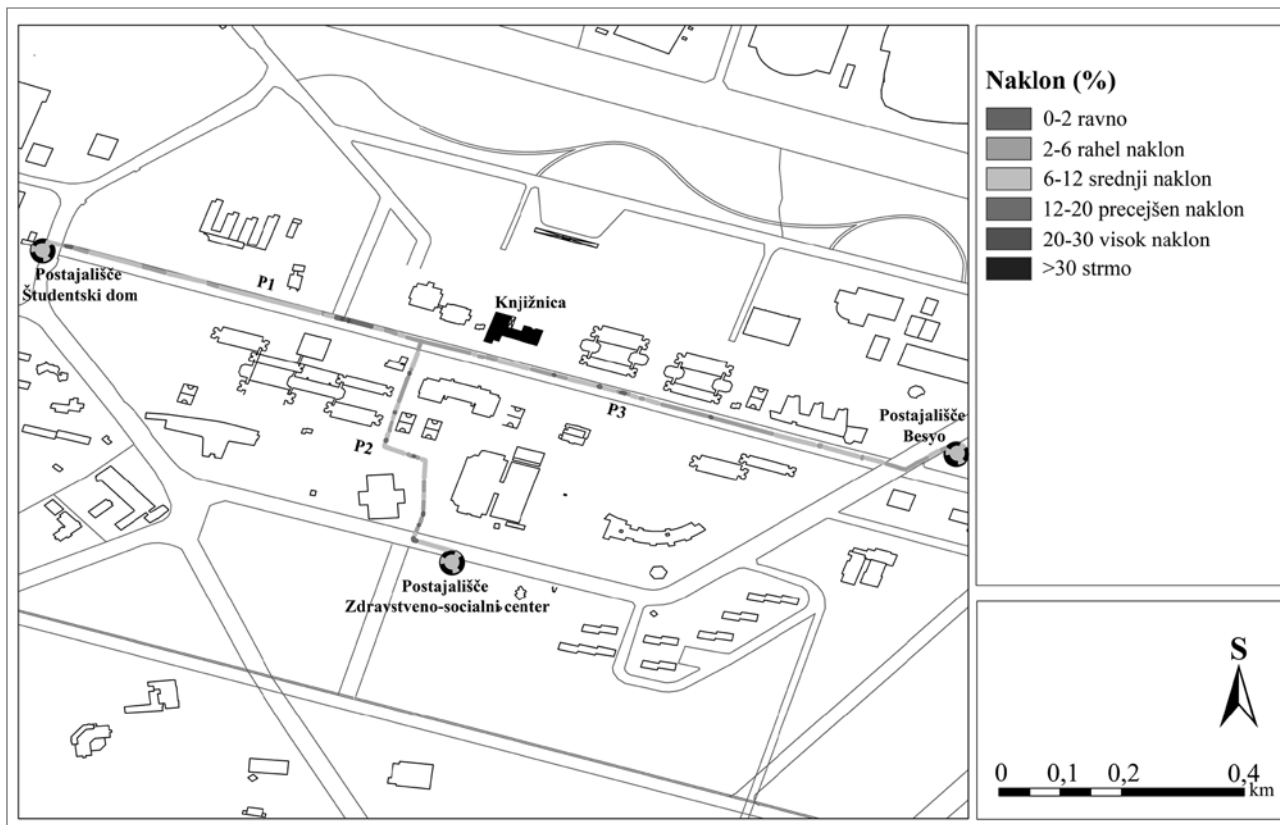 Naklon (%)
0-2 ravno
2-6 rahel naklon
6-12 srednji naklon
12-20 precejšen naklon
20-30 visok naklon
>30 strmo
Postajališče
Študentski dom
P1
Knjižnica
P3
P2
Postajališče
Besyo
Postajališče
Zdravstveno-socialni center
S
0 0,1 0,2 0,4
km